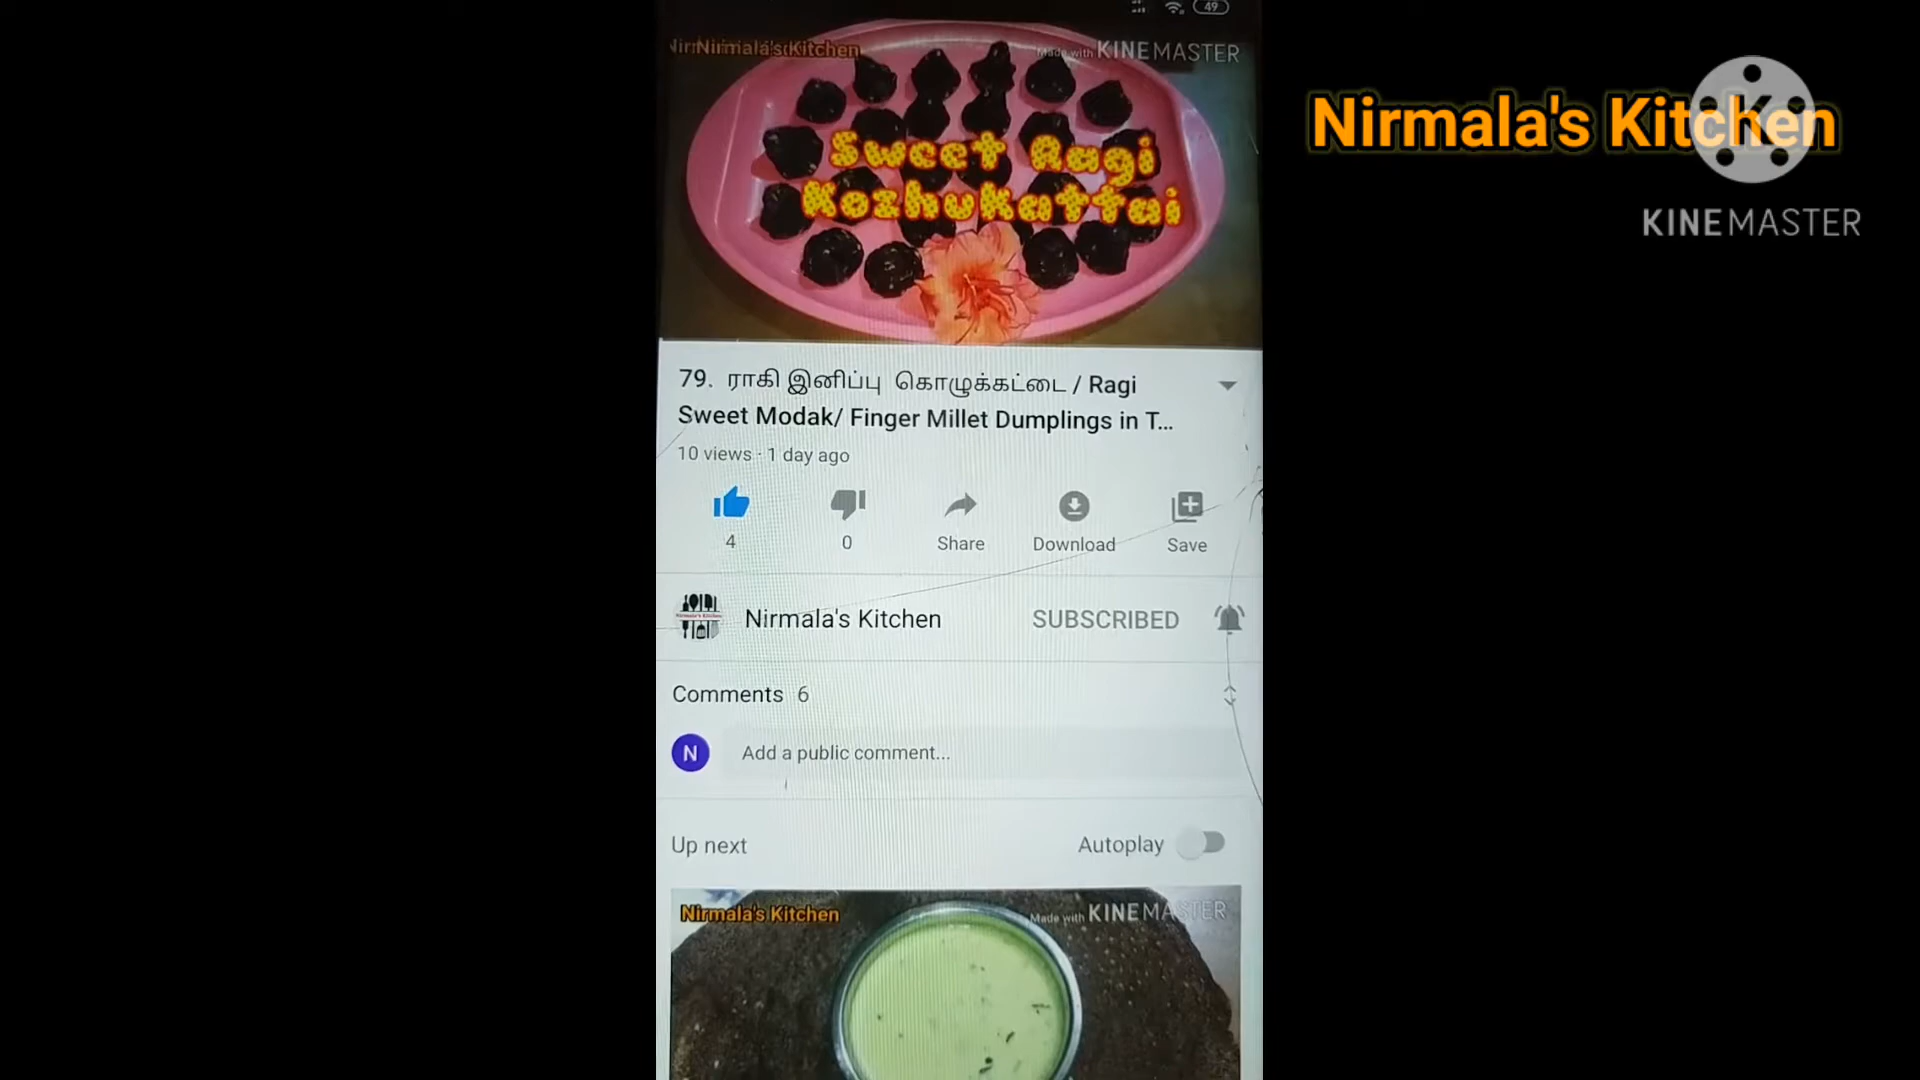 49
Nirmala's Kitchen
Made with KINEMASTER
Sweet Ragi
Kozhukattai
Nirmala's Kitchen
KINEMASTER
79. ராகி இனிப்பு கொழுக்கட்டை / Ragi
Sweet Modak/ Finger Millet Dumplings in T...
10 views · 1 day ago
4
0
Share
Download
Save
Nirmala's Kitchen
SUBSCRIBED
Comments 6
N
Add a public comment...
Up next
Autoplay
Nirmala's Kitchen
Made with KINEMASTER